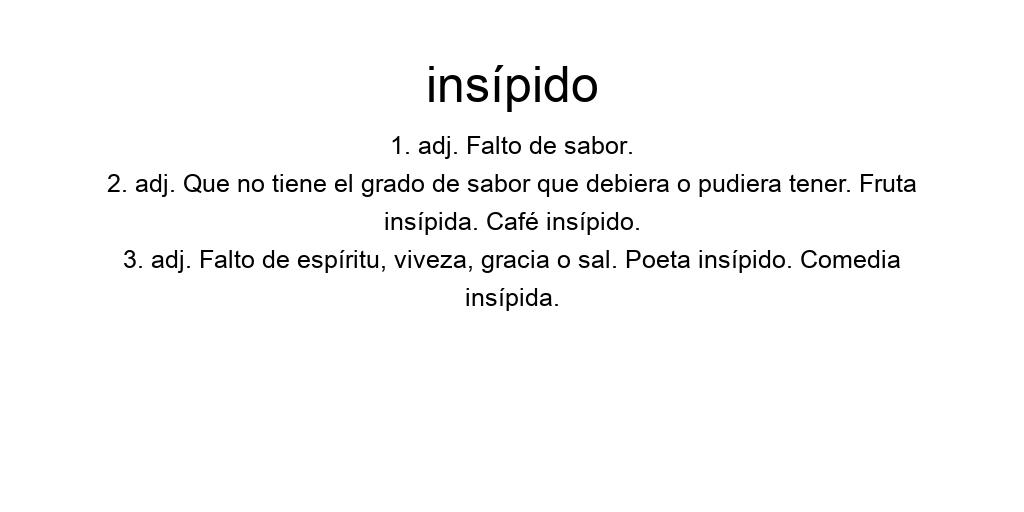 insípido
1. adj. Falto de sabor.
2. adj. Que no tiene el grado de sabor que debiera o pudiera tener. Fruta
insípida. Café insípido.
3. adj. Falto de espíritu, viveza, gracia o sal. Poeta insípido. Comedia
insípida.